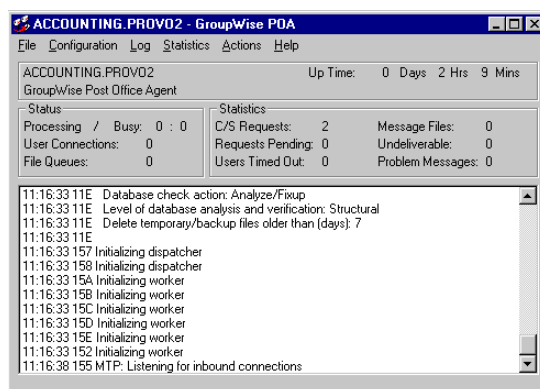 ACCOUNTING.PROVO2 - GroupWise POA
File Configuration Log Statistics Actions Help
ACCOUNTING.PROVO2 Up Time: 0 Days 2 Hrs 9 Mins
GroupWise Post Office Agent
Status Statistics
Processing / Busy: 0 : 0 C/S Requests: 2 Message Files: 0
User Connections: 0 Requests Pending: 0 Undeliverable: 0
File Queues: 0 Users Timed Out: 0 Problem Messages: 0
11:16:33 11E Database check action: Analyze/Fixup
11:16:33 11E Level of database analysis and verification: Structural
11:16:33 11E Delete temporary/backup files older than (days): 7
11:16:33 11E
11:16:33 157 Initializing dispatcher
11:16:33 158 Initializing dispatcher
11:16:33 15A Initializing worker
11:16:33 15B Initializing worker
11:16:33 15C Initializing worker
11:16:33 15D Initializing worker
11:16:33 15E Initializing worker
11:16:33 152 Initializing worker
11:16:38 155 MTP: Listening for inbound connections